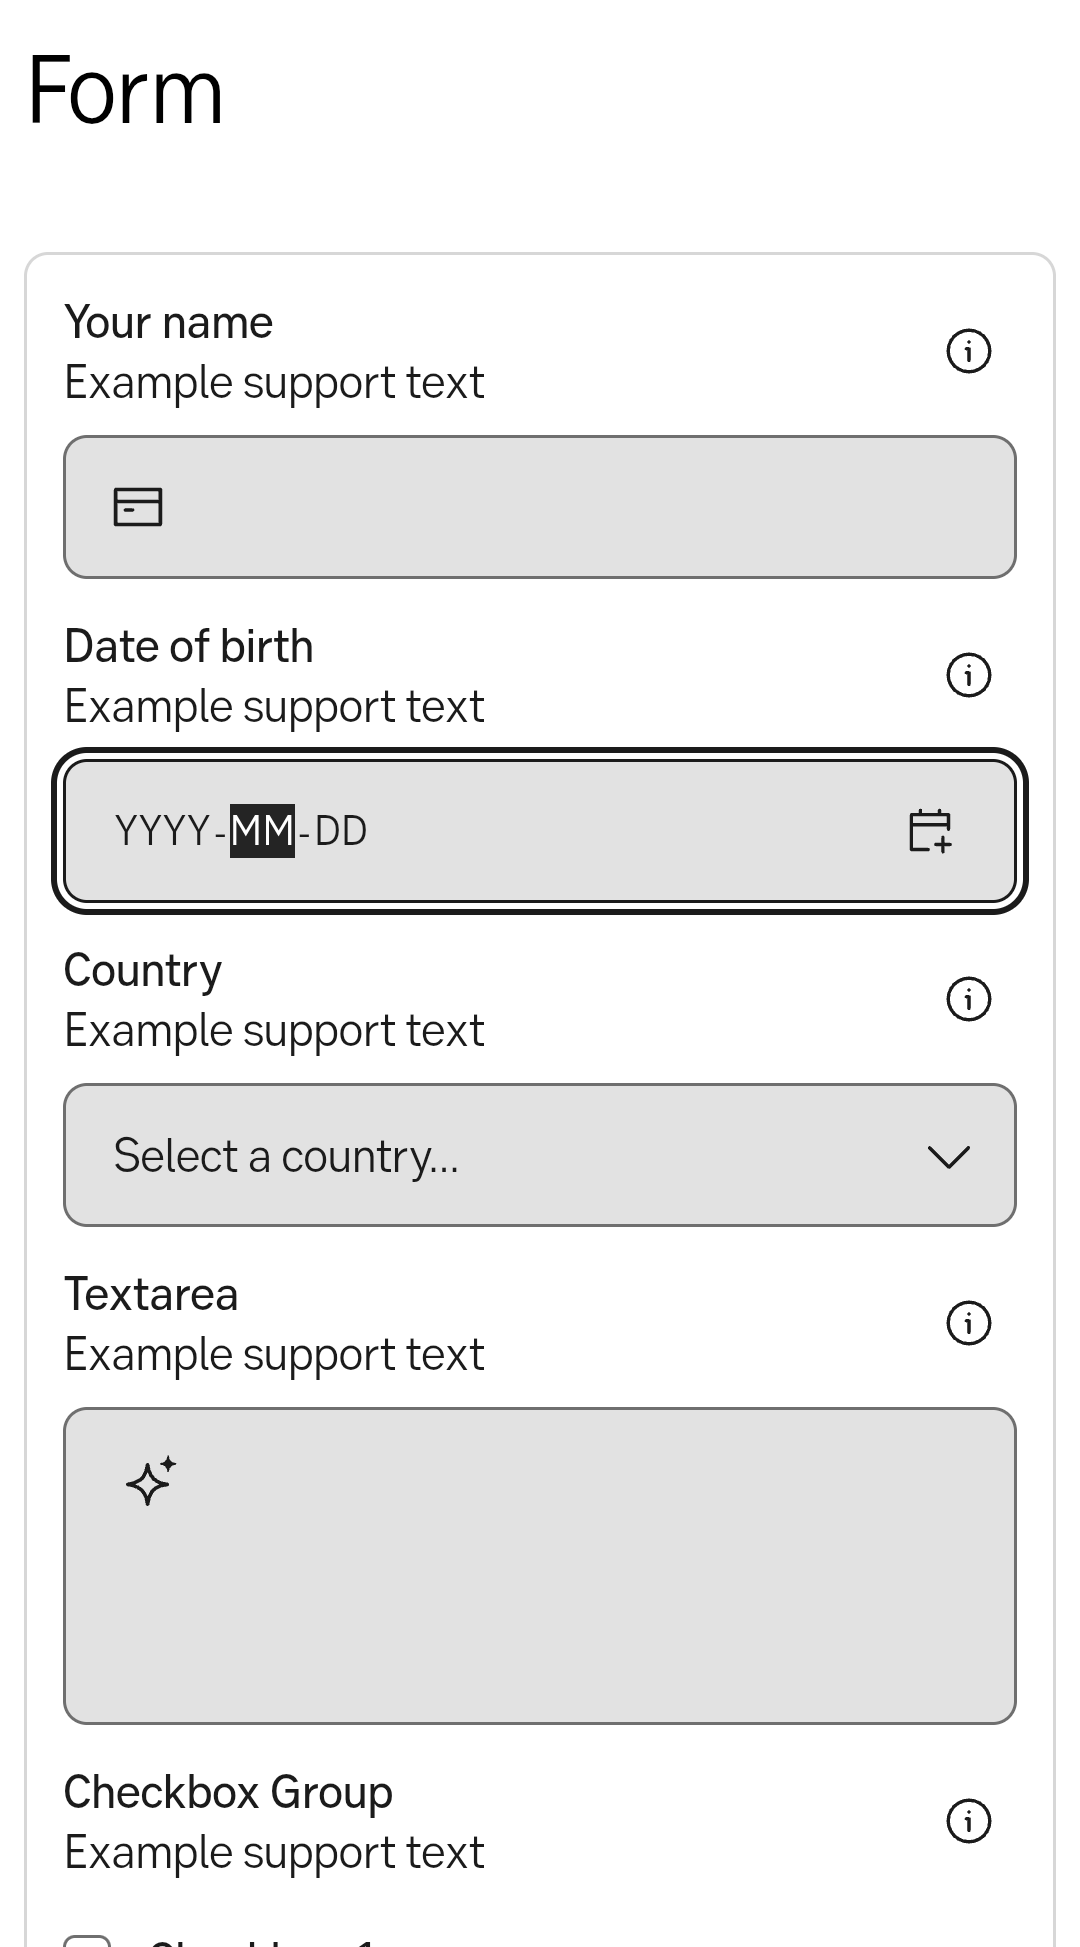 Form
Your name
Example support text
Date of birth
Example support text
YYYY-MM-DD
Country
Example support text
Select a country...
Textarea
Example support text
Checkbox Group
Example support text